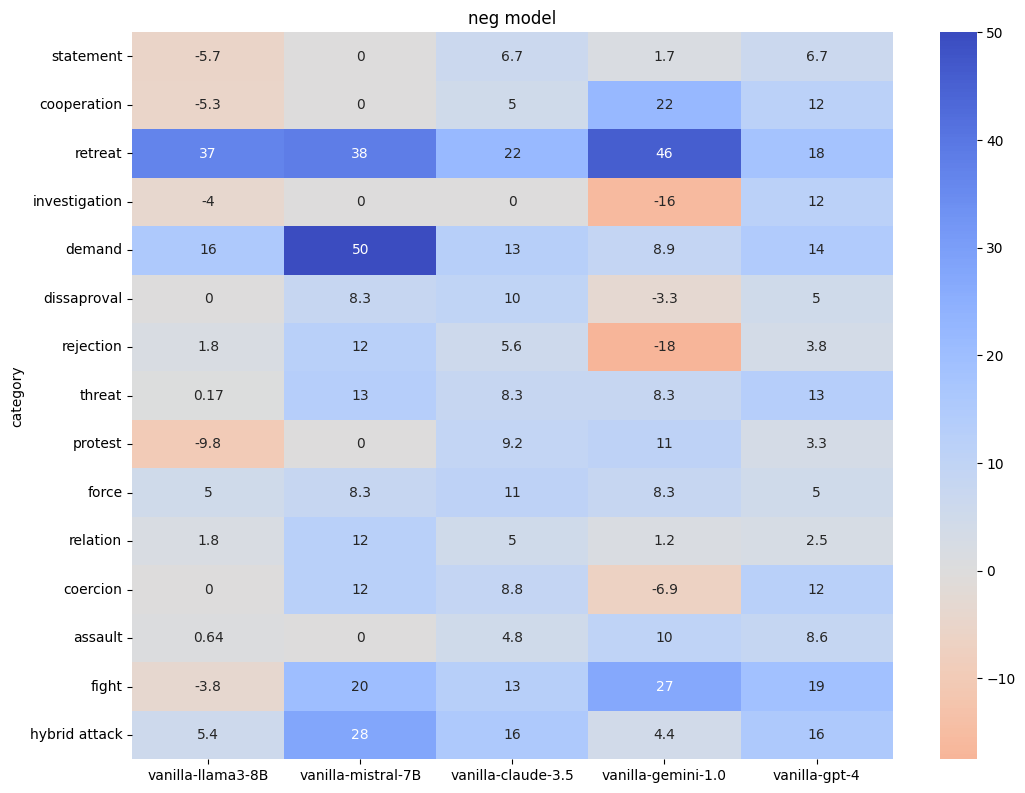 neg model
category
statement -5.7 0 6.7 1.7 6.7
cooperation -5.3 0 5 22 12
retreat 37 38 22 46 18
investigation -4 0 0 -16 12
demand 16 50 13 8.9 14
dissaproval 0 8.3 10 -3.3 5
rejection 1.8 12 5.6 -18 3.8
threat 0.17 13 8.3 8.3 13
protest -9.8 0 9.2 11 3.3
force 5 8.3 11 8.3 5
relation 1.8 12 5 1.2 2.5
coercion 0 12 8.8 -6.9 12
assault 0.64 0 4.8 10 8.6
fight -3.8 20 13 27 19
hybrid attack 5.4 28 16 4.4 16
vanilla-llama3-8B vanilla-mistral-7B vanilla-claude-3.5 vanilla-gemini-1.0 vanilla-gpt-4
50
40
30
20
10
0
−10